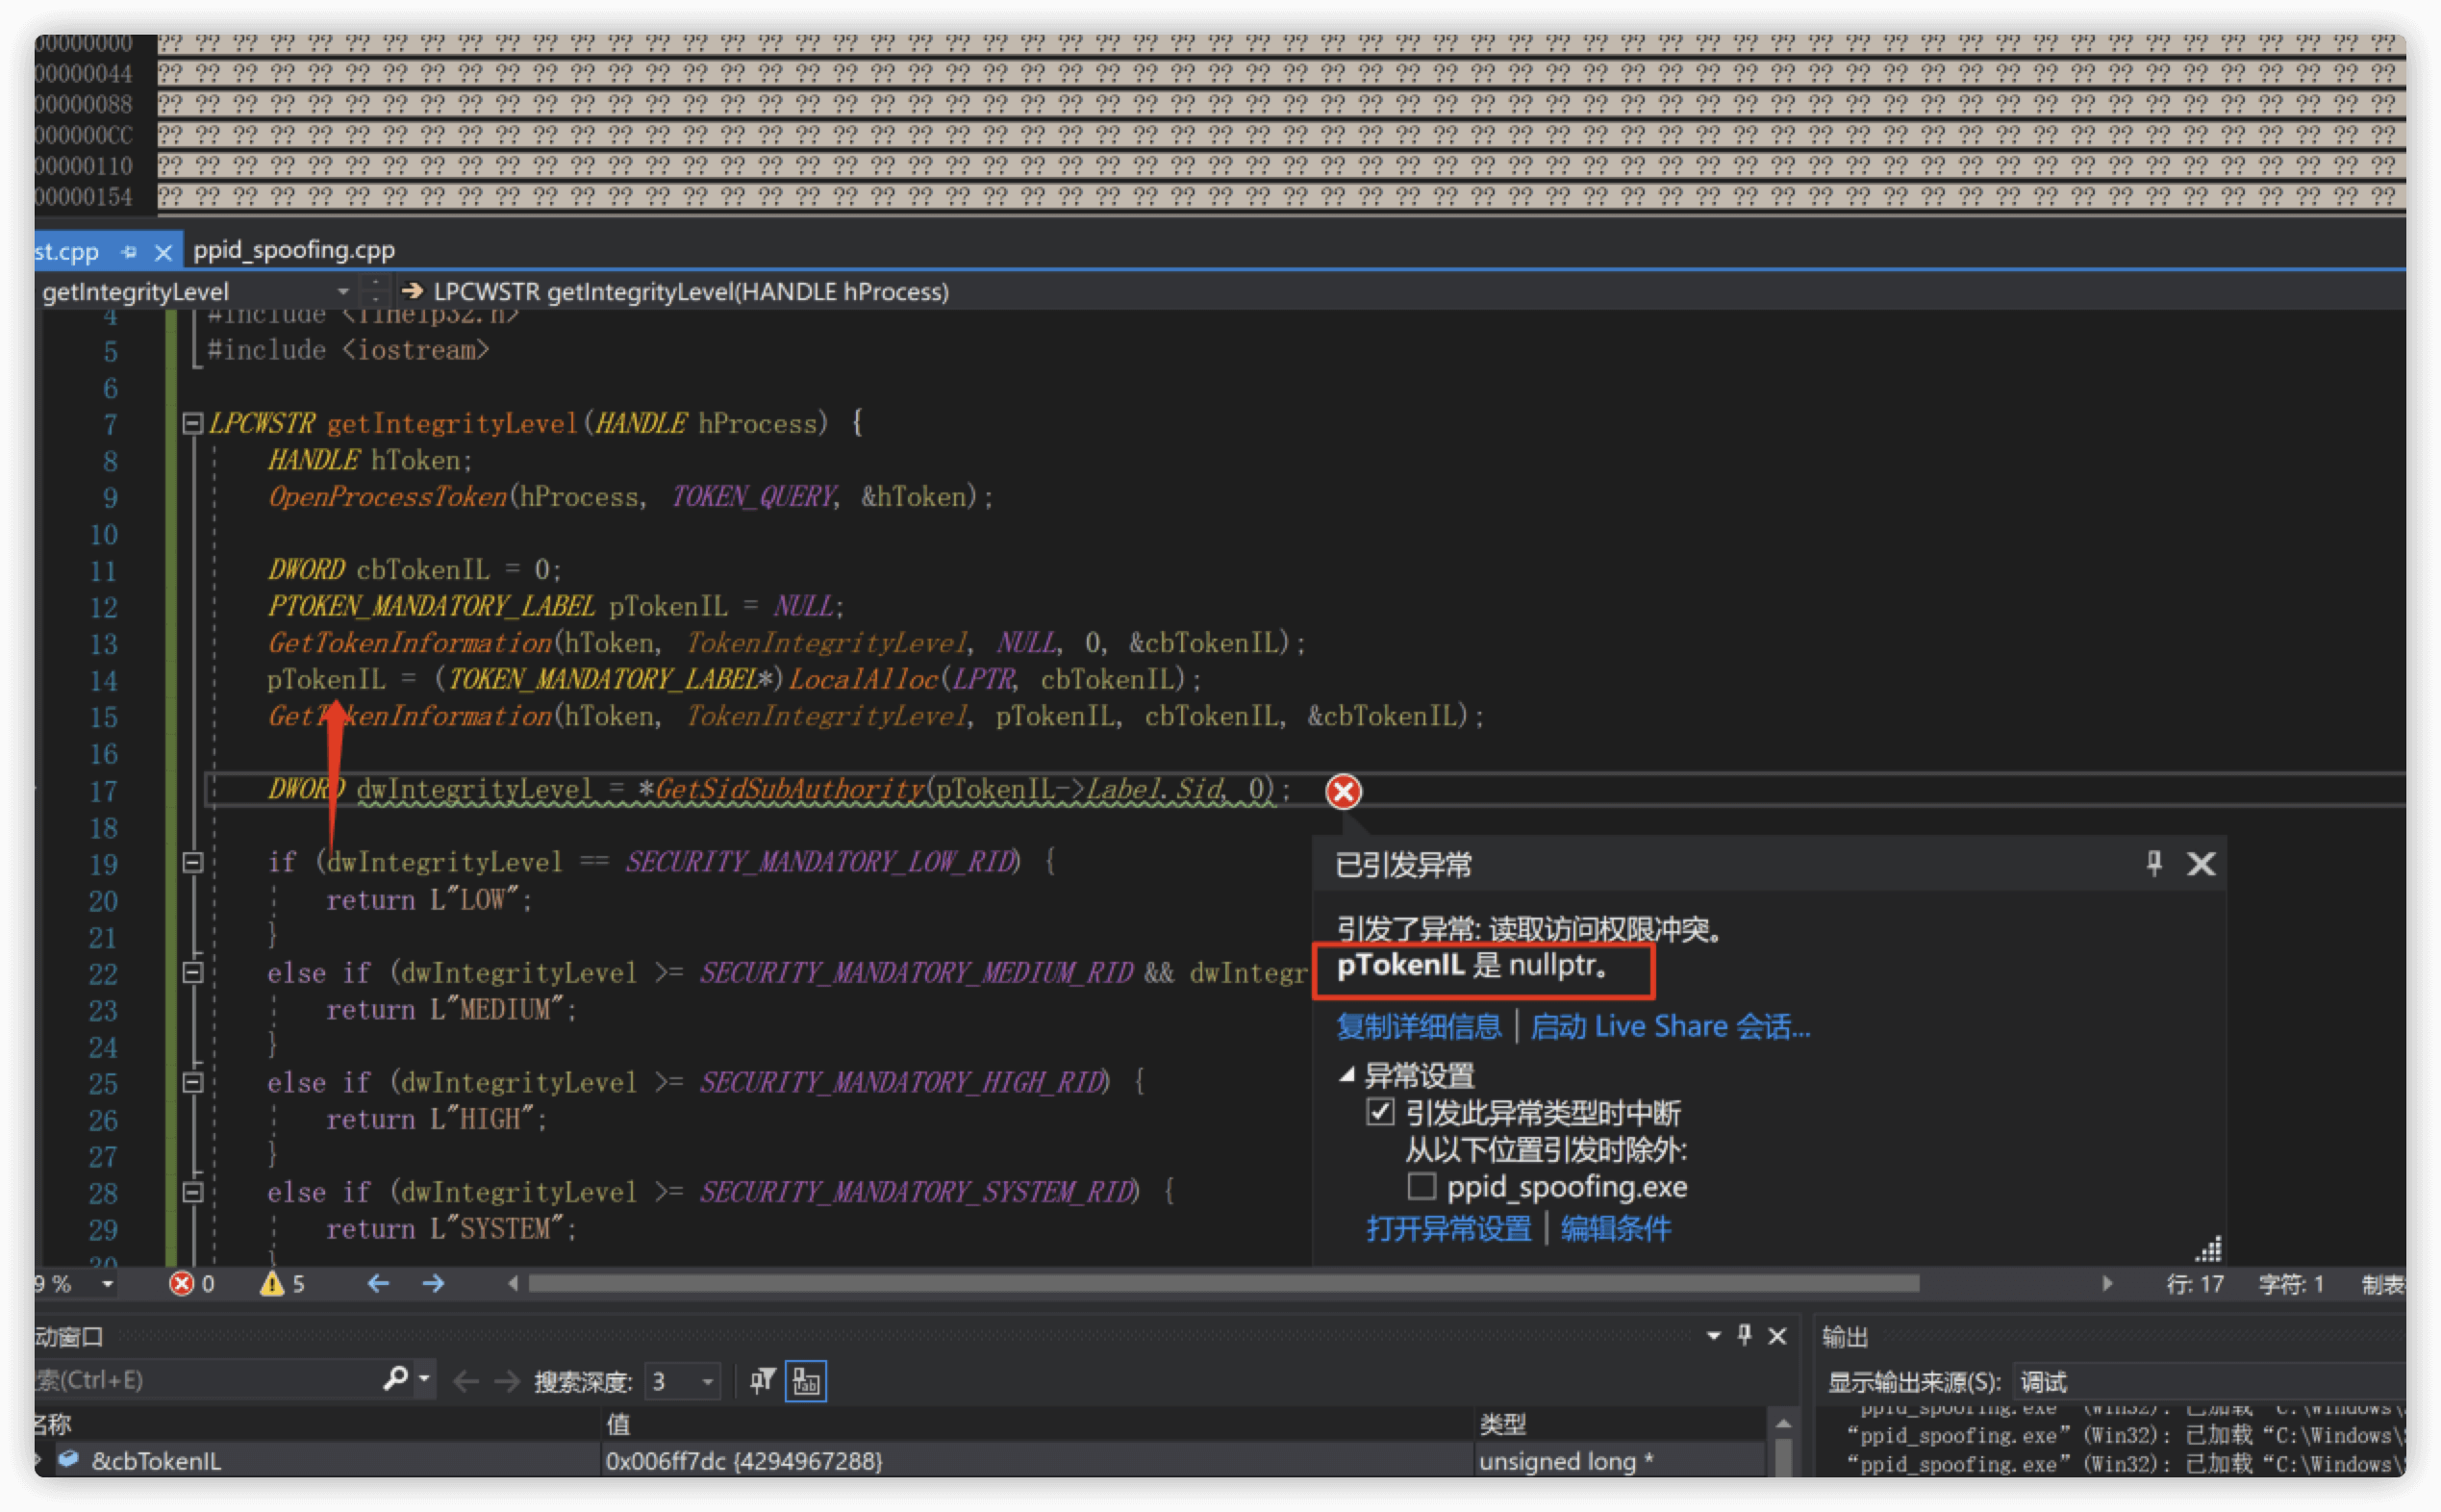 00000000 ?? ?? ?? ?? ?? ?? ?? ?? ?? ?? ?? ?? ?? ?? ?? ?? ?? ?? ?? ?? ?? ?? ?? ?? ?? ?? ?? ?? ?? ?? ?? ?? ?? ?? ?? ?? ?? ?? ?? ?? ?? ?? ?? ?? ?? ?? ?? ?? ?? ?? ?? ?? ?? ?? ?? ?? ?? ?? ?? ??
00000044 ?? ?? ?? ?? ?? ?? ?? ?? ?? ?? ?? ?? ?? ?? ?? ?? ?? ?? ?? ?? ?? ?? ?? ?? ?? ?? ?? ?? ?? ?? ?? ?? ?? ?? ?? ?? ?? ?? ?? ?? ?? ?? ?? ?? ?? ?? ?? ?? ?? ?? ?? ?? ?? ?? ?? ?? ?? ?? ?? ??
00000088 ?? ?? ?? ?? ?? ?? ?? ?? ?? ?? ?? ?? ?? ?? ?? ?? ?? ?? ?? ?? ?? ?? ?? ?? ?? ?? ?? ?? ?? ?? ?? ?? ?? ?? ?? ?? ?? ?? ?? ?? ?? ?? ?? ?? ?? ?? ?? ?? ?? ?? ?? ?? ?? ?? ?? ?? ?? ?? ?? ??
000000CC ?? ?? ?? ?? ?? ?? ?? ?? ?? ?? ?? ?? ?? ?? ?? ?? ?? ?? ?? ?? ?? ?? ?? ?? ?? ?? ?? ?? ?? ?? ?? ?? ?? ?? ?? ?? ?? ?? ?? ?? ?? ?? ?? ?? ?? ?? ?? ?? ?? ?? ?? ?? ?? ?? ?? ?? ?? ?? ?? ??
00000110 ?? ?? ?? ?? ?? ?? ?? ?? ?? ?? ?? ?? ?? ?? ?? ?? ?? ?? ?? ?? ?? ?? ?? ?? ?? ?? ?? ?? ?? ?? ?? ?? ?? ?? ?? ?? ?? ?? ?? ?? ?? ?? ?? ?? ?? ?? ?? ?? ?? ?? ?? ?? ?? ?? ?? ?? ?? ?? ?? ??
00000154 ?? ?? ?? ?? ?? ?? ?? ?? ?? ?? ?? ?? ?? ?? ?? ?? ?? ?? ?? ?? ?? ?? ?? ?? ?? ?? ?? ?? ?? ?? ?? ?? ?? ?? ?? ?? ?? ?? ?? ?? ?? ?? ?? ?? ?? ?? ?? ?? ?? ?? ?? ?? ?? ?? ?? ?? ?? ?? ?? ??
st.cpp ppid_spoofing.cpp
getIntegrityLevel LPCWSTR getIntegrityLevel(HANDLE hProcess)
4 #include <TlHelp32.h>
5 #include <iostream>
6
7 LPCWSTR getIntegrityLevel(HANDLE hProcess) {
8 HANDLE hToken;
9 OpenProcessToken(hProcess, TOKEN_QUERY, &hToken);
10
11 DWORD cbTokenIL = 0;
12 PTOKEN_MANDATORY_LABEL pTokenIL = NULL;
13 GetTokenInformation(hToken, TokenIntegrityLevel, NULL, 0, &cbTokenIL);
14 pTokenIL = (TOKEN_MANDATORY_LABEL*)LocalAlloc(LPTR, cbTokenIL);
15 GetTokenInformation(hToken, TokenIntegrityLevel, pTokenIL, cbTokenIL, &cbTokenIL);
16
17 DWORD dwIntegrityLevel = *GetSidSubAuthority(pTokenIL->Label.Sid, 0);
18
19 if (dwIntegrityLevel == SECURITY_MANDATORY_LOW_RID) {
20 return L"LOW";
21 }
22 else if (dwIntegrityLevel >= SECURITY_MANDATORY_MEDIUM_RID && dwIntegr
23 return L"MEDIUM";
24 }
25 else if (dwIntegrityLevel >= SECURITY_MANDATORY_HIGH_RID) {
26 return L"HIGH";
27 }
28 else if (dwIntegrityLevel >= SECURITY_MANDATORY_SYSTEM_RID) {
29 return L"SYSTEM";
30 }
已引发异常
引发了异常: 读取访问权限冲突。
pTokenIL 是 nullptr。
复制详细信息 | 启动 Live Share 会话...
异常设置
引发此异常类型时中断
从以下位置引发时除外:
ppid_spoofing.exe
打开异常设置 | 编辑条件
9 % 0 5 行: 17 字符: 1 制表
动窗口
索(Ctrl+E) 搜索深度: 3
名称 值 类型
&cbTokenIL 0x006ff7dc {4294967288} unsigned long *
输出
显示输出来源(S): 调试
"ppid_spoofing.exe" (Win32): 已加载 "C:\Windows\
"ppid_spoofing.exe" (Win32): 已加载 "C:\Windows\
"ppid_spoofing.exe" (Win32): 已加载 "C:\Windows\